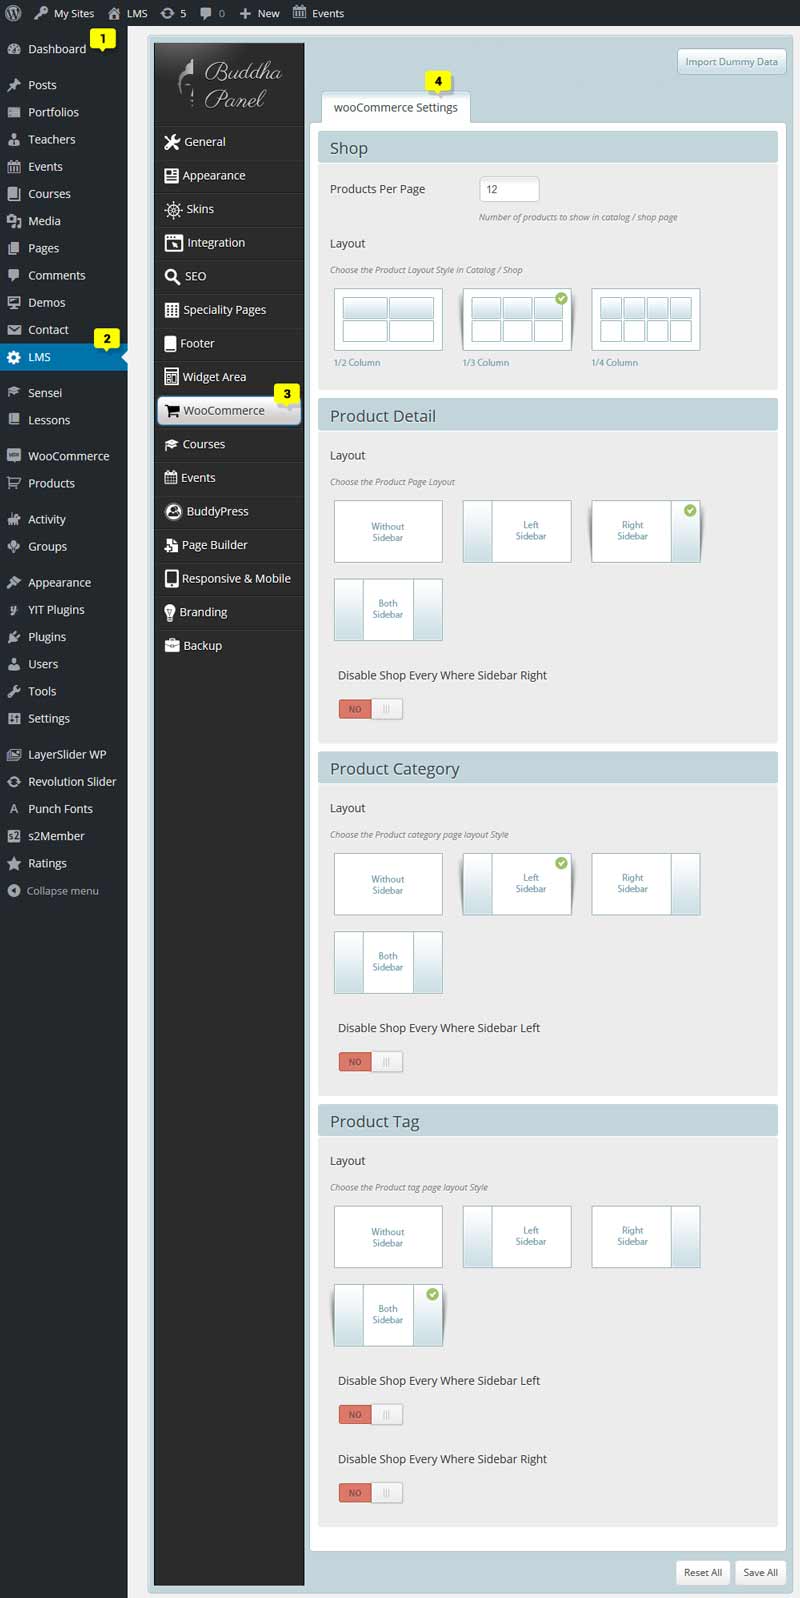 My Sites
LMS
5
0
New
Events
1
Dashboard
Posts
Portfolios
Teachers
Events
Courses
Media
Pages
Comments
Demos
Contact
2
LMS
Sensei
Lessons
WooCommerce
Products
Activity
Groups
Appearance
YIT Plugins
Plugins
Users
Tools
Settings
LayerSlider WP
Revolution Slider
Punch Fonts
s2Member
Ratings
Collapse menu
Buddha
Panel
General
Appearance
Skins
Integration
SEO
Speciality Pages
Footer
Widget Area
3
WooCommerce
Courses
Events
BuddyPress
Page Builder
Responsive & Mobile
Branding
Backup
Import Dummy Data
4
wooCommerce Settings
Shop
Products Per Page
12
Number of products to show in catalog / shop page
Layout
Choose the Product Layout Style in Catalog / Shop
1/2 Column
1/3 Column
1/4 Column
Product Detail
Layout
Choose the Product Page Layout
Without
Sidebar
Left
Sidebar
Right
Sidebar
Both
Sidebar
Disable Shop Every Where Sidebar Right
NO
Product Category
Layout
Choose the Product category page layout Style
Without
Sidebar
Left
Sidebar
Right
Sidebar
Both
Sidebar
Disable Shop Every Where Sidebar Left
NO
Product Tag
Layout
Choose the Product tag page layout Style
Without
Sidebar
Left
Sidebar
Right
Sidebar
Both
Sidebar
Disable Shop Every Where Sidebar Left
NO
Disable Shop Every Where Sidebar Right
NO
Reset All
Save All